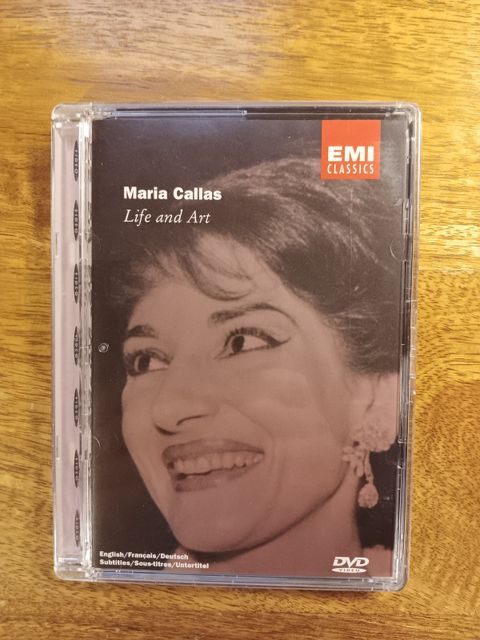 EMI
CLASSICS
Maria Callas
Life and Art
English/Français/Deutsch
Subtitles/Sous-titres/Untertitel
DVD
VIDEO